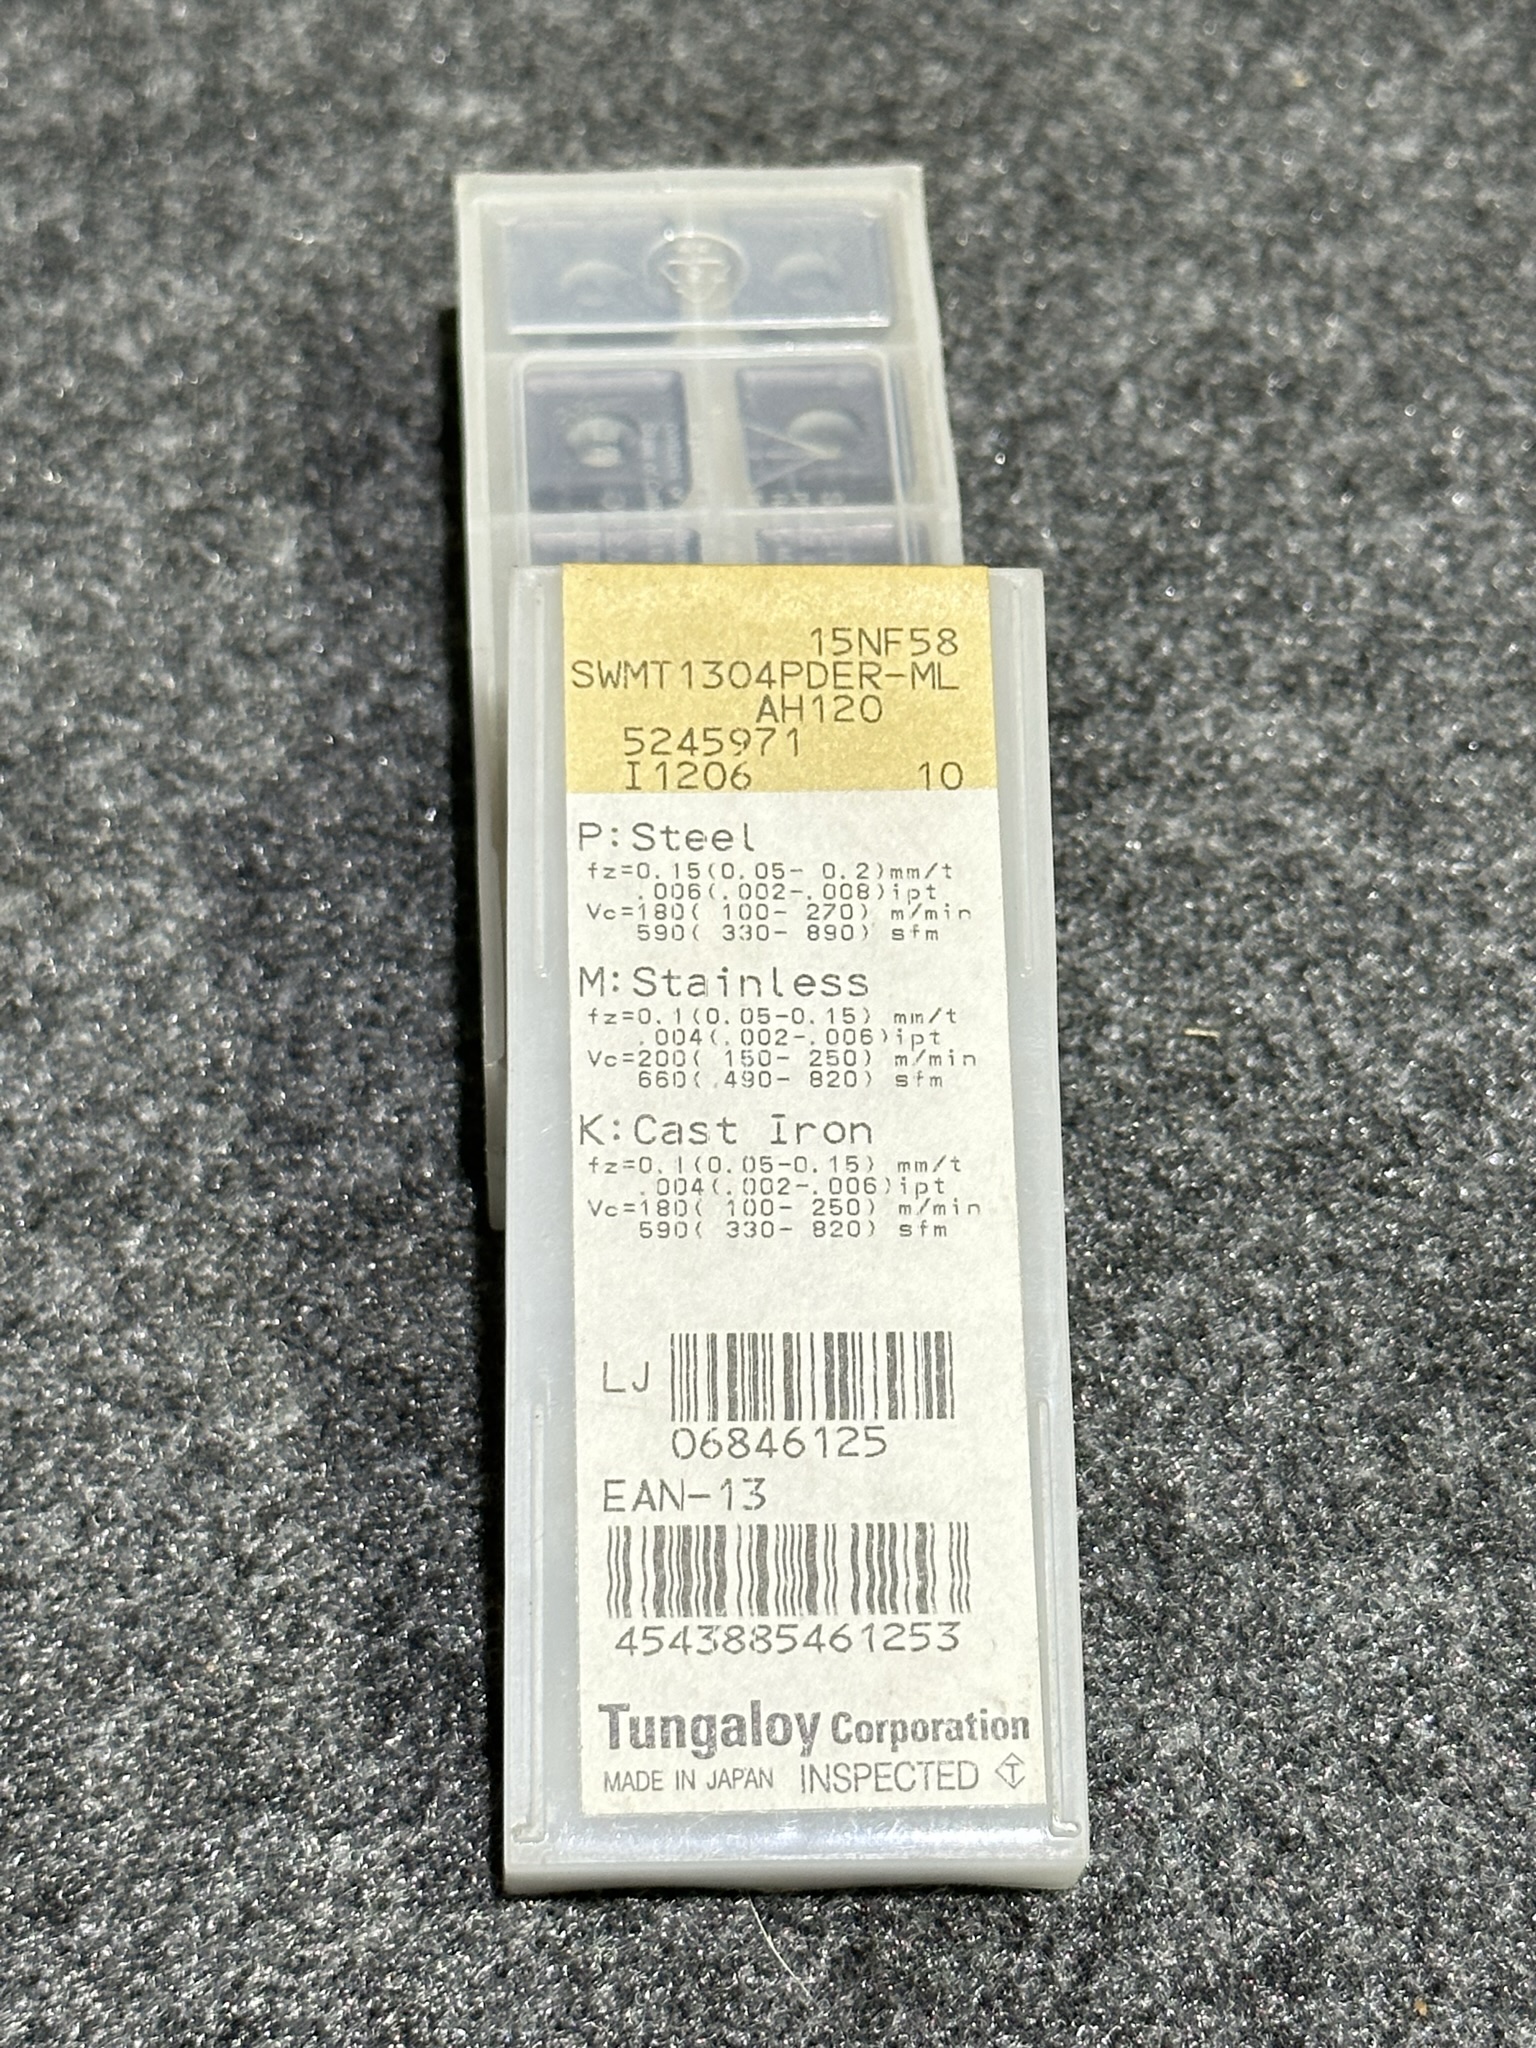 15NF58
SWMT1304PDER-ML
AH120
5245971
I1206 10
P:Steel
fz=0.15(0.05- 0.2)mm/t
.006(.002-.008)ipt
Vc=180( 100- 270) m/min
590( 330- 890) sfm
M:Stainless
fz=0.1(0.05-0.15) mm/t
.004(.002-.006)ipt
Vc=200( 150- 250) m/min
660( 490- 820) sfm
K:Cast Iron
fz=0.1(0.05-0.15) mm/t
.004(.002-.006)ipt
Vc=180( 100- 250) m/min
590( 330- 820) sfm
LJ
06846125
EAN-13
4543885461253
Tungaloy Corporation
MADE IN JAPAN INSPECTED T